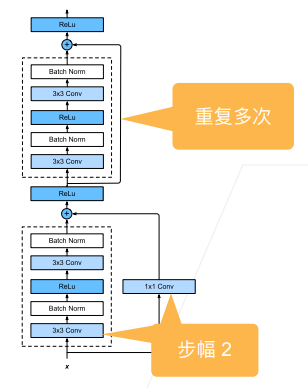 ReLu
+
Batch Norm
3x3 Conv
ReLu
Batch Norm
3x3 Conv
重复多次
ReLu
+
Batch Norm
3x3 Conv
ReLu
1x1 Conv
Batch Norm
3x3 Conv
步幅 2
x